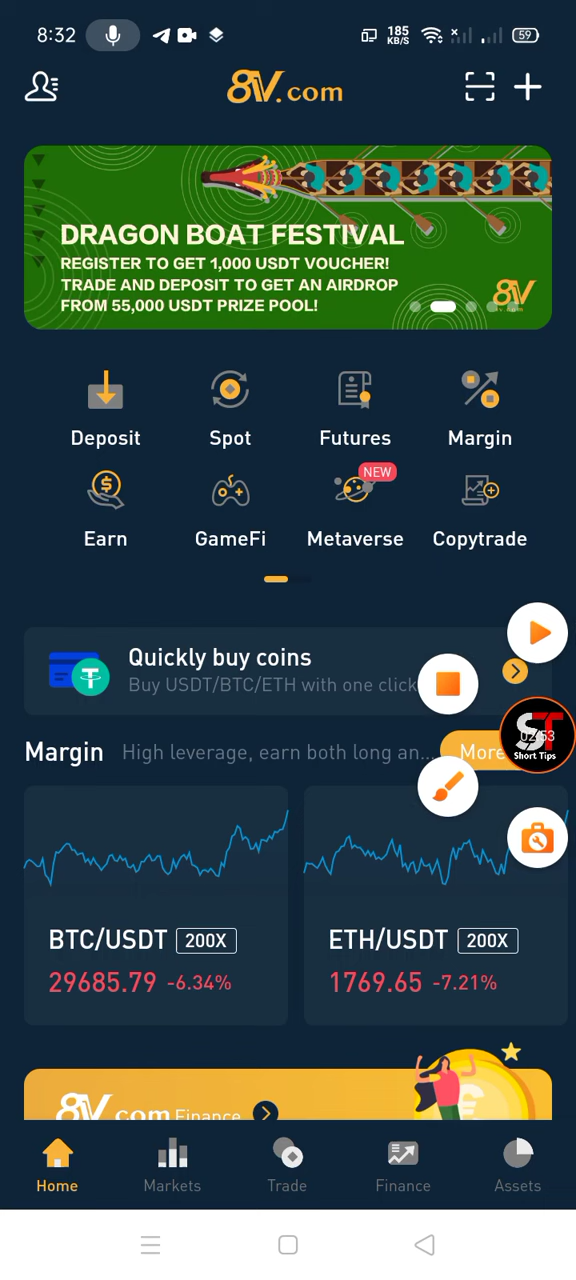 8:32
185
KB/S
59
8V.com
DRAGON BOAT FESTIVAL
REGISTER TO GET 1,000 USDT VOUCHER!
TRADE AND DEPOSIT TO GET AN AIRDROP
FROM 55,000 USDT PRIZE POOL!
8V
Deposit
Spot
Futures
Margin
NEW
Earn
GameFi
Metaverse
Copytrade
Quickly buy coins
Buy USDT/BTC/ETH with one click
Margin
High leverage, earn both long an...
More
ST
Short Tips
BTC/USDT 200X
29685.79 -6.34%
ETH/USDT 200X
1769.65 -7.21%
8V.com Finance
Home
Markets
Trade
Finance
Assets